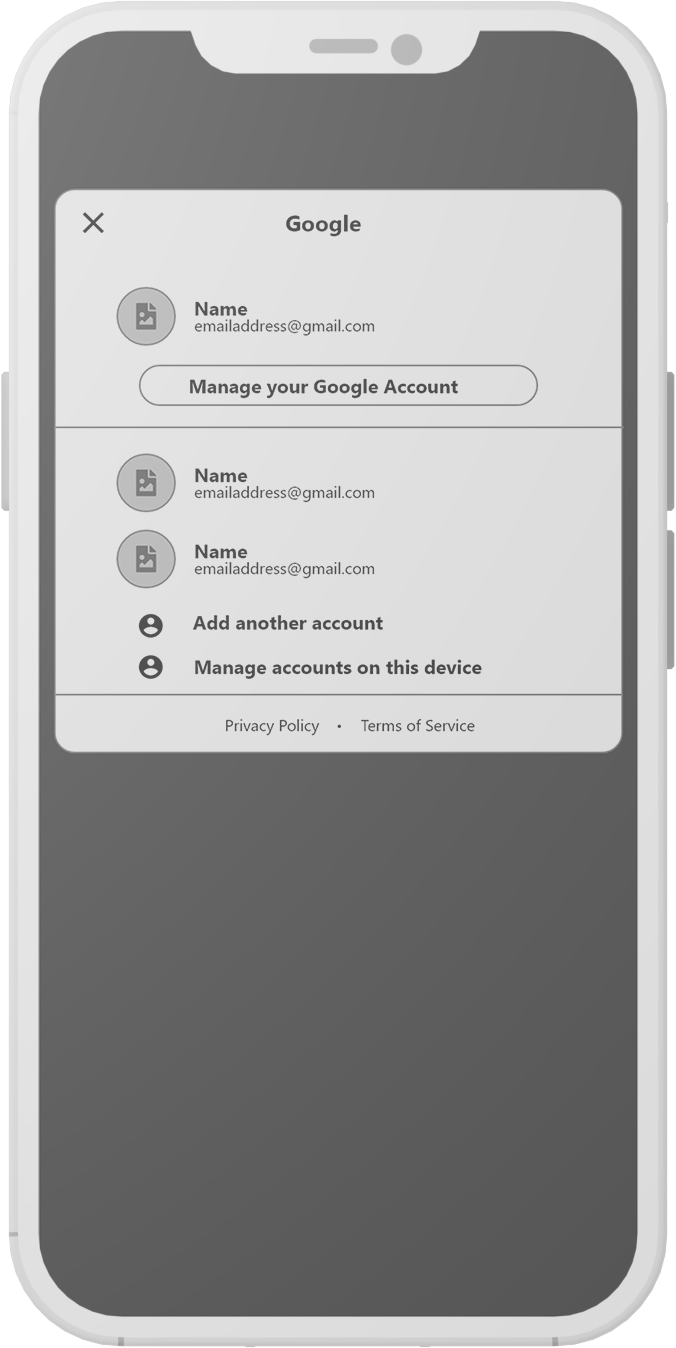 Google
Name
emailaddress@gmail.com
Manage your Google Account
Name
emailaddress@gmail.com
Name
emailaddress@gmail.com
Add another account
Manage accounts on this device
Privacy Policy • Terms of Service